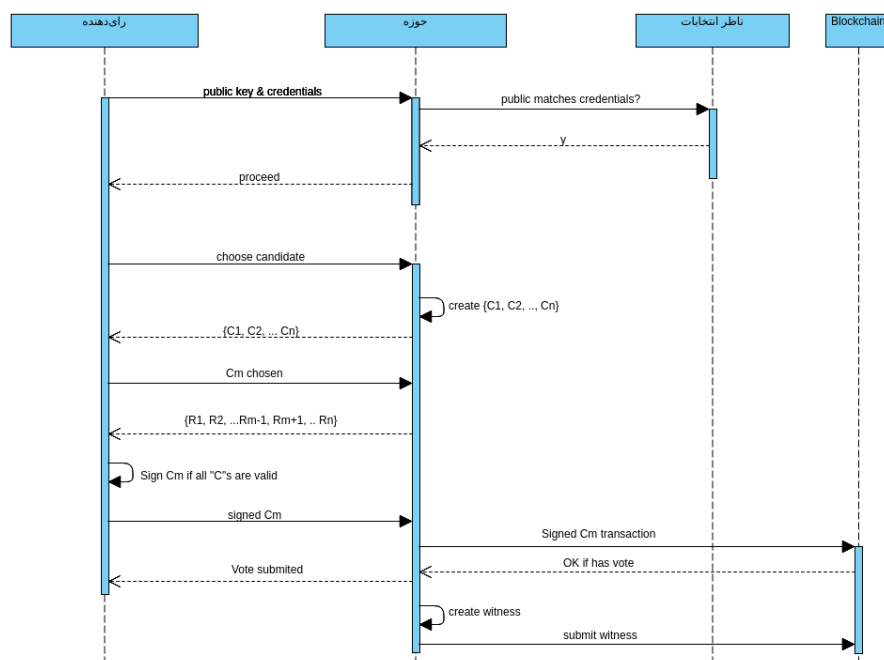 رای‌دهنده
حوزه
ناظر انتخابات
Blockchain
public key & credentials
public matches credentials?
y
proceed
choose candidate
create {C1, C2, .., Cn}
{C1, C2, ... Cn}
Cm chosen
{R1, R2, ...Rm-1, Rm+1, .. Rn}
Sign Cm if all "C"s are valid
signed Cm
Signed Cm transaction
OK if has vote
Vote submited
create witness
submit witness